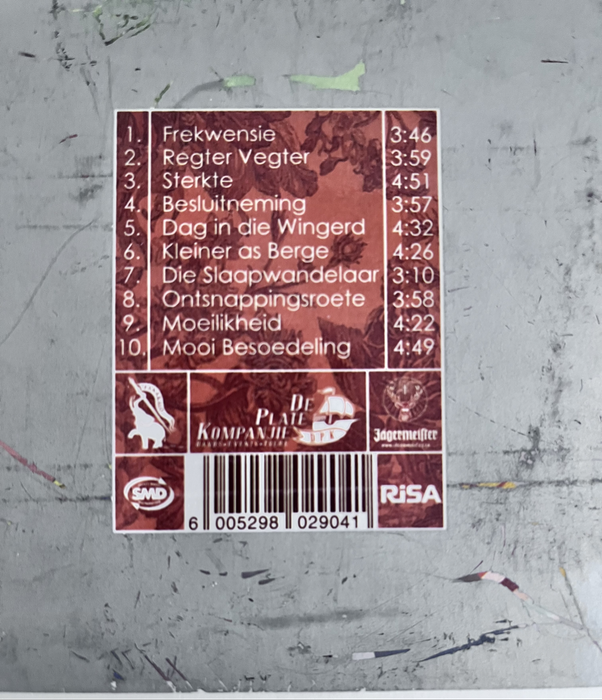 1. Frekwensie 3:46
2. Regter Vegter 3:59
3. Sterkte 4:51
4. Besluitneming 3:57
5. Dag in die Wingerd 4:32
6. Kleiner as Berge 4:26
7. Die Slaapwandelaar 3:10
8. Ontsnappingsroete 3:58
9. Moeilikheid 4:22
10. Mooi Besoedeling 4:49
DE
PLATE
KOMPANJIE
DPK
Jägermeister
SMD
RiSA
6 005298 029041